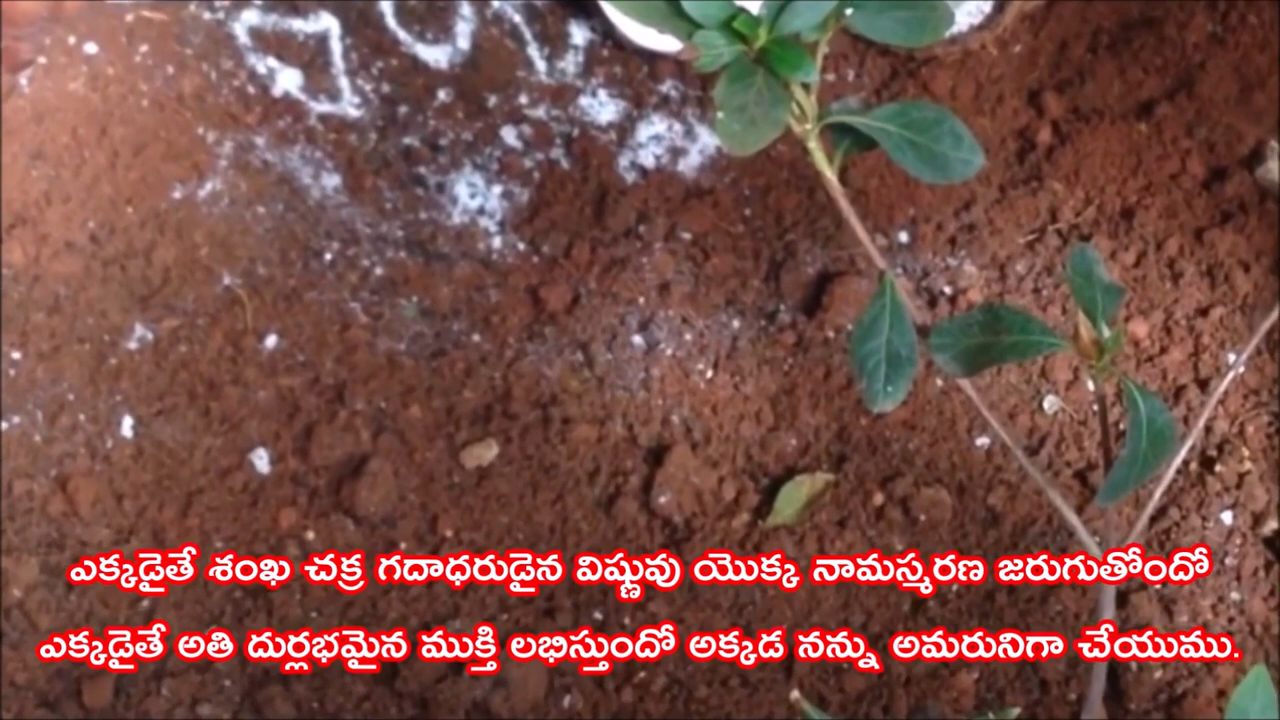 ఎక్కడైతే శంఖ చక్ర గదాధరుడైన విష్ణువు యొక్క నామస్మరణ జరుగుతోందో
ఎక్కడైతే అతి దుర్లభమైన ముక్తి లభిస్తుందో అక్కడ నన్ను అమరునిగా చేయుము.